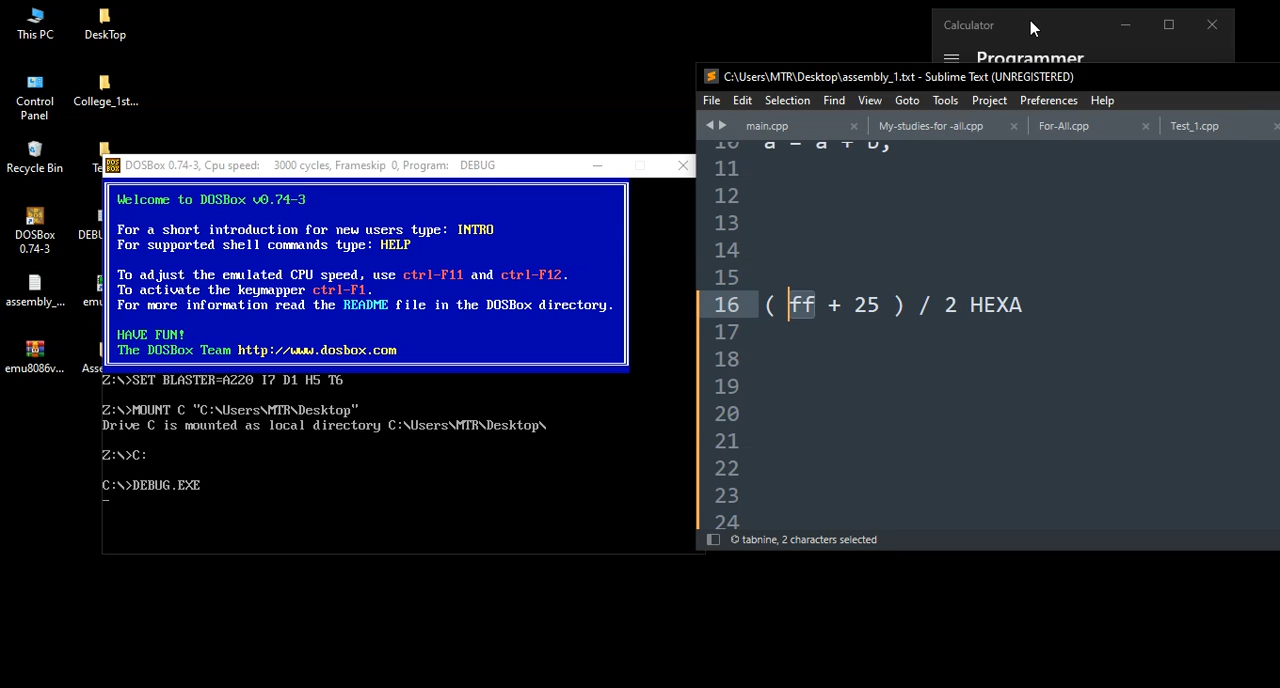 This PC
DeskTop
Control Panel
College_1st...
Recycle Bin
DOSBox 0.74-3
assembly_...
emu8086v...
DOSBox 0.74-3, Cpu speed: 3000 cycles, Frameskip 0, Program: DEBUG
Welcome to DOSBox v0.74-3
For a short introduction for new users type: INTRO
For supported shell commands type: HELP
To adjust the emulated CPU speed, use ctrl-F11 and ctrl-F12.
To activate the keymapper ctrl-F1.
For more information read the README file in the DOSBox directory.
HAVE FUN!
The DOSBox Team http://www.dosbox.com
Z:\>SET BLASTER=A220 I7 D1 H5 T6
Z:\>MOUNT C "C:\Users\MTR\Desktop"
Drive C is mounted as local directory C:\Users\MTR\Desktop\
Z:\>C:
C:\>DEBUG.EXE
Calculator
Programmer
C:\Users\MTR\Desktop\assembly_1.txt - Sublime Text (UNREGISTERED)
File Edit Selection Find View Goto Tools Project Preferences Help
main.cpp My-studies-for -all.cpp For-All.cpp Test_1.cpp
10 a = a + b;
11
12
13
14
15
16 ( ff + 25 ) / 2 HEXA
17
18
19
20
21
22
23
24
tabnine, 2 characters selected